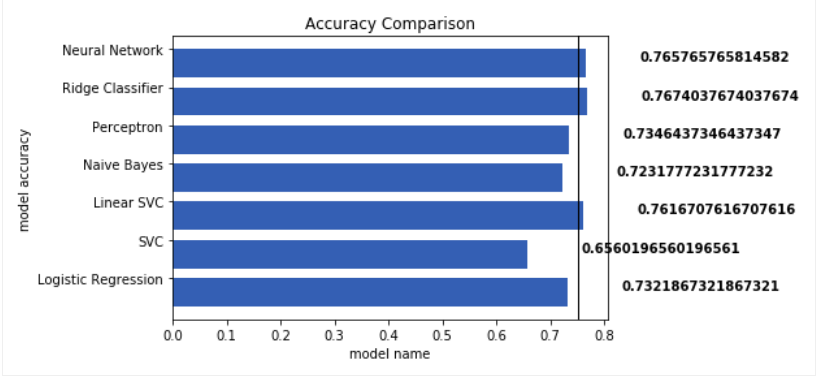 Accuracy Comparison
Neural Network 0.765765765814582
Ridge Classifier 0.7674037674037674
Perceptron 0.7346437346437347
Naive Bayes 0.7231777231777232
Linear SVC 0.7616707616707616
SVC 0.6560196560196561
Logistic Regression 0.7321867321867321
model accuracy
0.0 0.1 0.2 0.3 0.4 0.5 0.6 0.7 0.8
model name